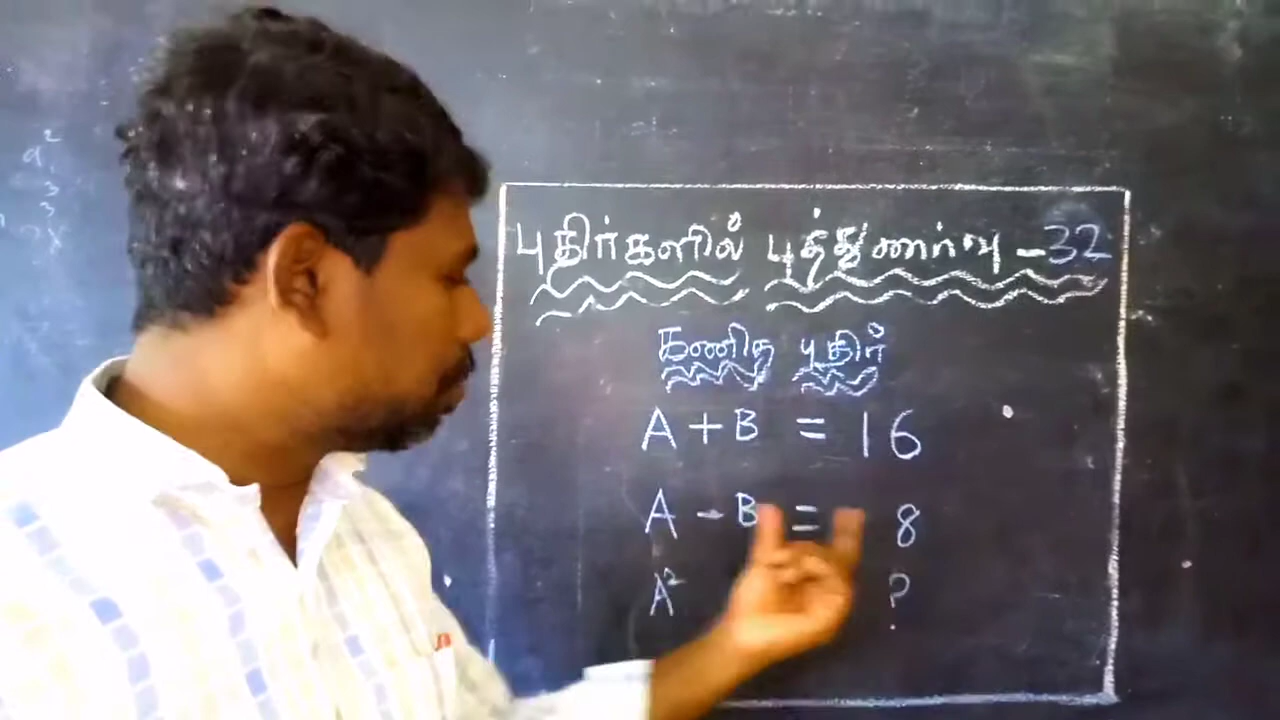 புதிர்களில் புத்துணர்வு - 32
கணித புதிர்
A + B = 16
A - B = 8
A² ?